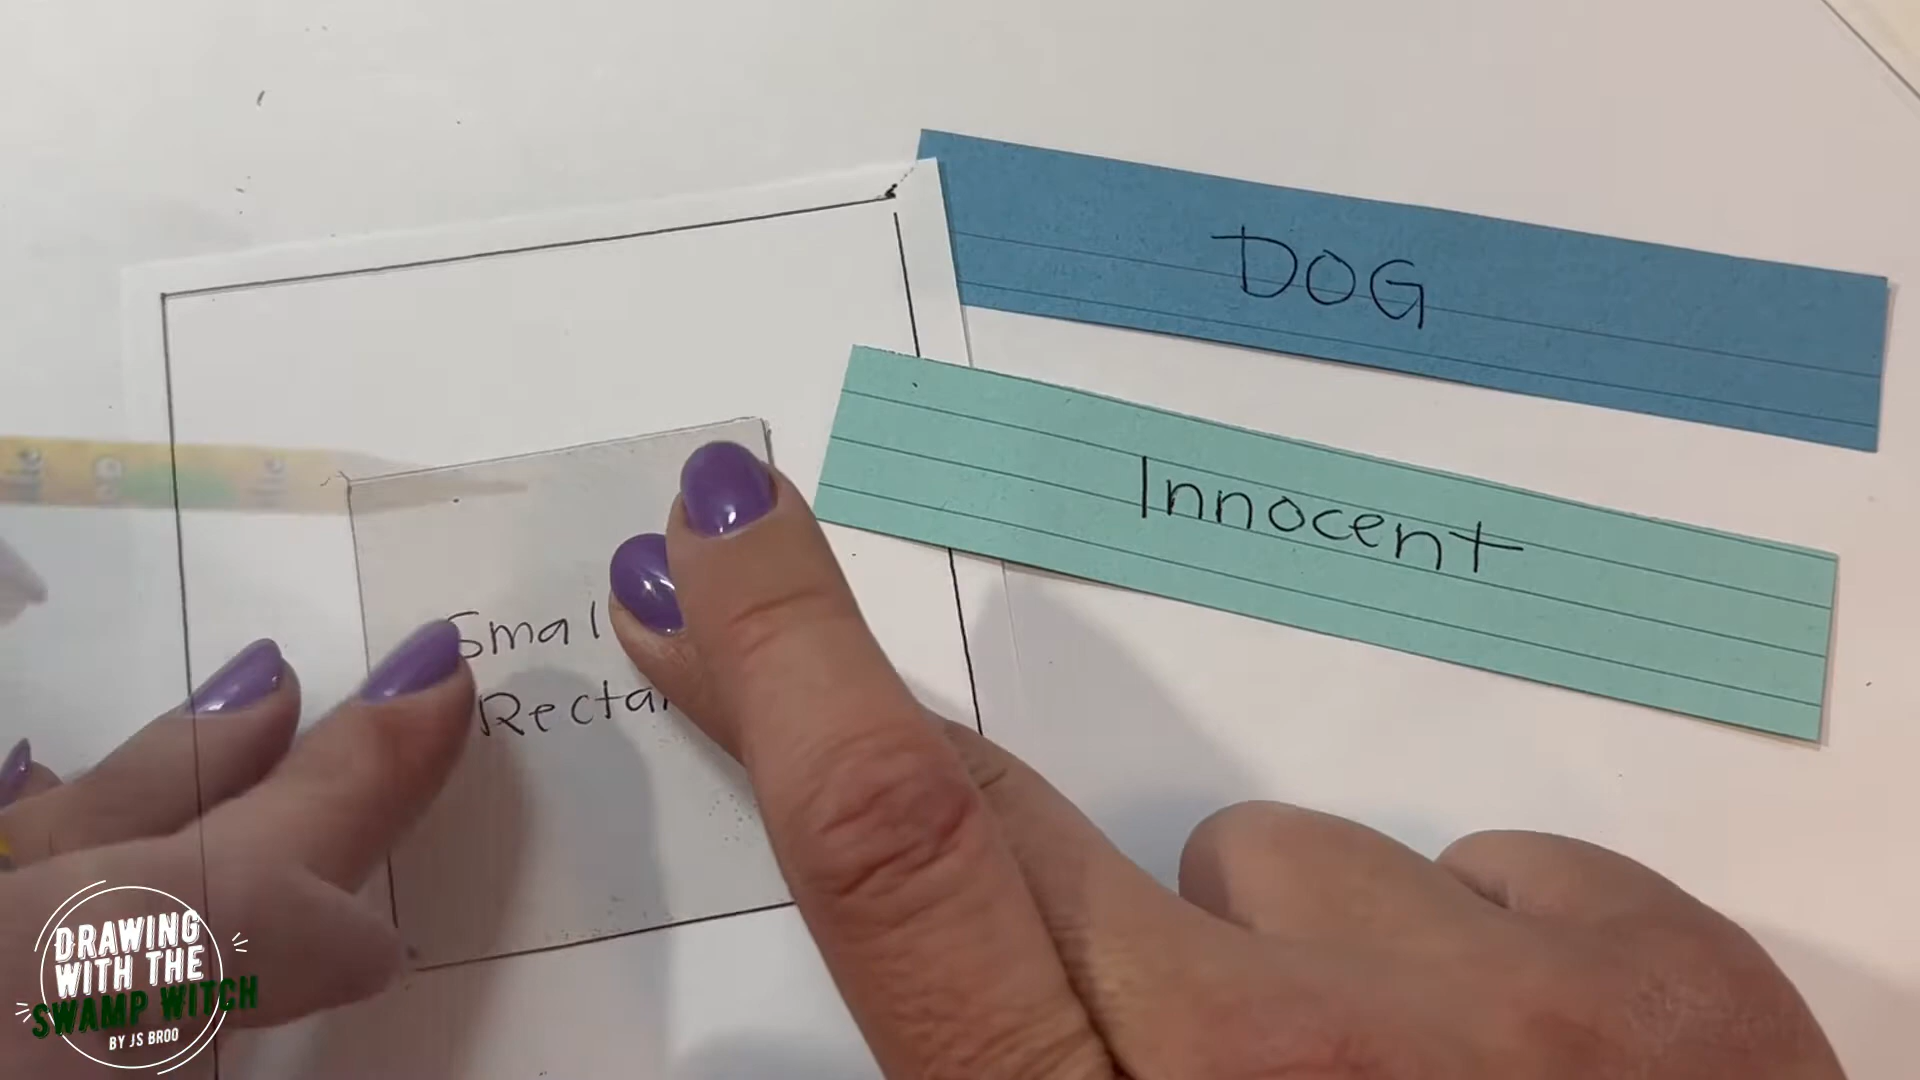 DOG
Innocent
Smal
Recta
DRAWING
WITH THE
SWAMP WITCH
BY JS BROO